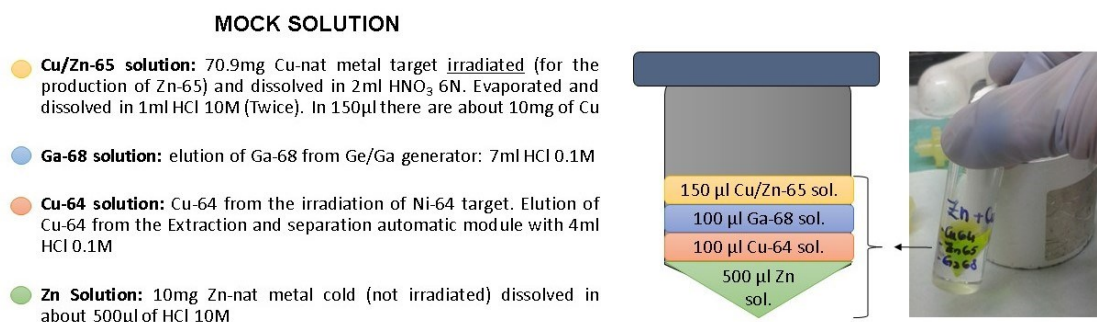 MOCK SOLUTION
Cu/Zn-65 solution: 70.9mg Cu-nat metal target irradiated (for the
production of Zn-65) and dissolved in 2ml HNO₃ 6N. Evaporated and
dissolved in 1ml HCl 10M (Twice). In 150µl there are about 10mg of Cu
Ga-68 solution: elution of Ga-68 from Ge/Ga generator: 7ml HCl 0.1M
Cu-64 solution: Cu-64 from the irradiation of Ni-64 target. Elution of
Cu-64 from the Extraction and separation automatic module with 4ml
HCl 0.1M
Zn Solution: 10mg Zn-nat metal cold (not irradiated) dissolved in
about 500µl of HCl 10M
150 µl Cu/Zn-65 sol.
100 µl Ga-68 sol.
100 µl Cu-64 sol.
500 µl Zn
sol.
Zn +
Cu64
Zn65
Ga68